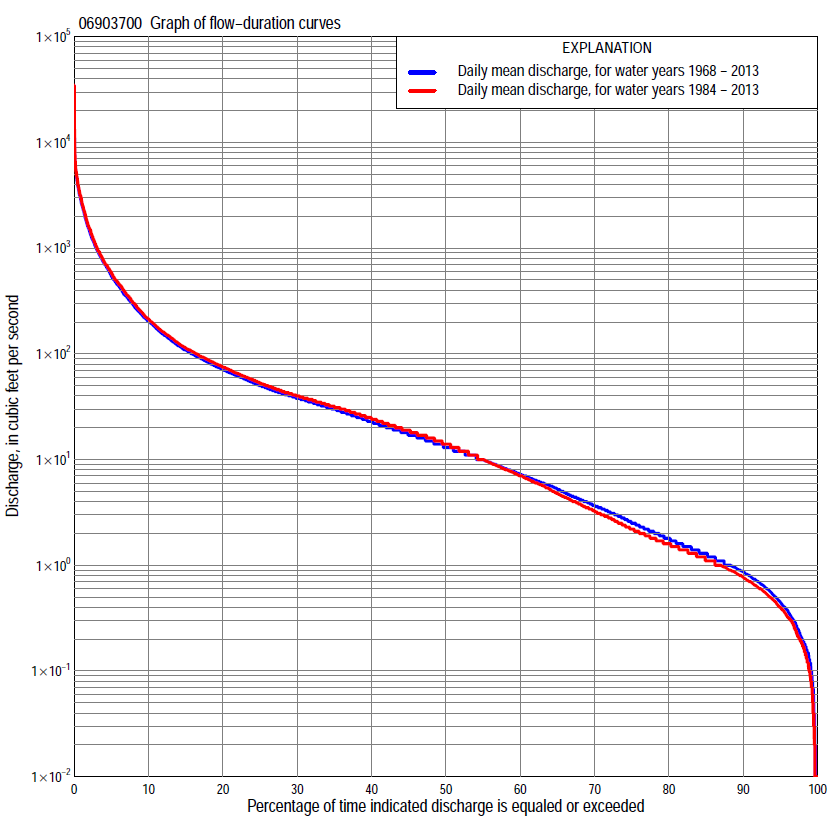 06903700 Graph of flow−duration curves
EXPLANATION
Daily mean discharge, for water years 1968 − 2013
Daily mean discharge, for water years 1984 − 2013
Discharge, in cubic feet per second
1×10⁵
1×10⁴
1×10³
1×10²
1×10¹
1×10⁰
1×10⁻¹
1×10⁻²
0 10 20 30 40 50 60 70 80 90 100
Percentage of time indicated discharge is equaled or exceeded